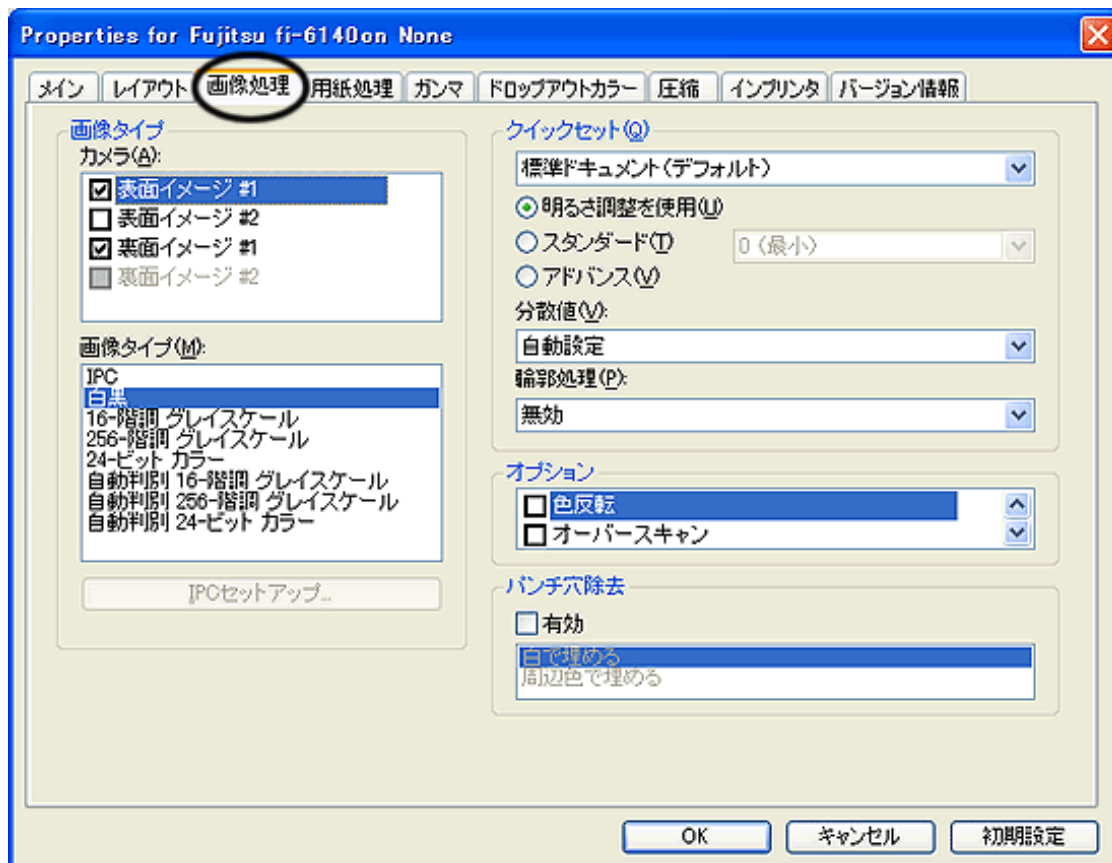 Properties for Fujitsu fi-6140on None
メイン レイアウト 画像処理 用紙処理 ガンマ ドロップアウトカラー 圧縮 インプリンタ バージョン情報
画像タイプ
カメラ(A):
表面イメージ #1
表面イメージ #2
裏面イメージ #1
裏面イメージ #2
画像タイプ(M):
IPC
白黒
16-階調 グレイスケール
256-階調 グレイスケール
24-ビット カラー
自動判別 16-階調 グレイスケール
自動判別 256-階調 グレイスケール
自動判別 24-ビット カラー
IPCセットアップ...
クイックセット(Q)
標準ドキュメント(デフォルト)
明るさ調整を使用(U)
スタンダード(T) 0 (最小)
アドバンス(V)
分散値(V):
自動設定
輪郭処理(P):
無効
オプション
色反転
オーバースキャン
パンチ穴除去
有効
白で埋める
周辺色で埋める
OK キャンセル 初期設定